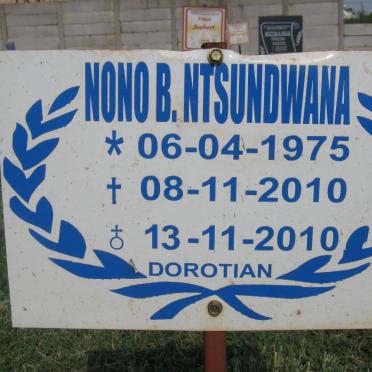 NONO B. NTSUNDWANA
* 06-04-1975
† 08-11-2010
♁ 13-11-2010
DOROTIAN